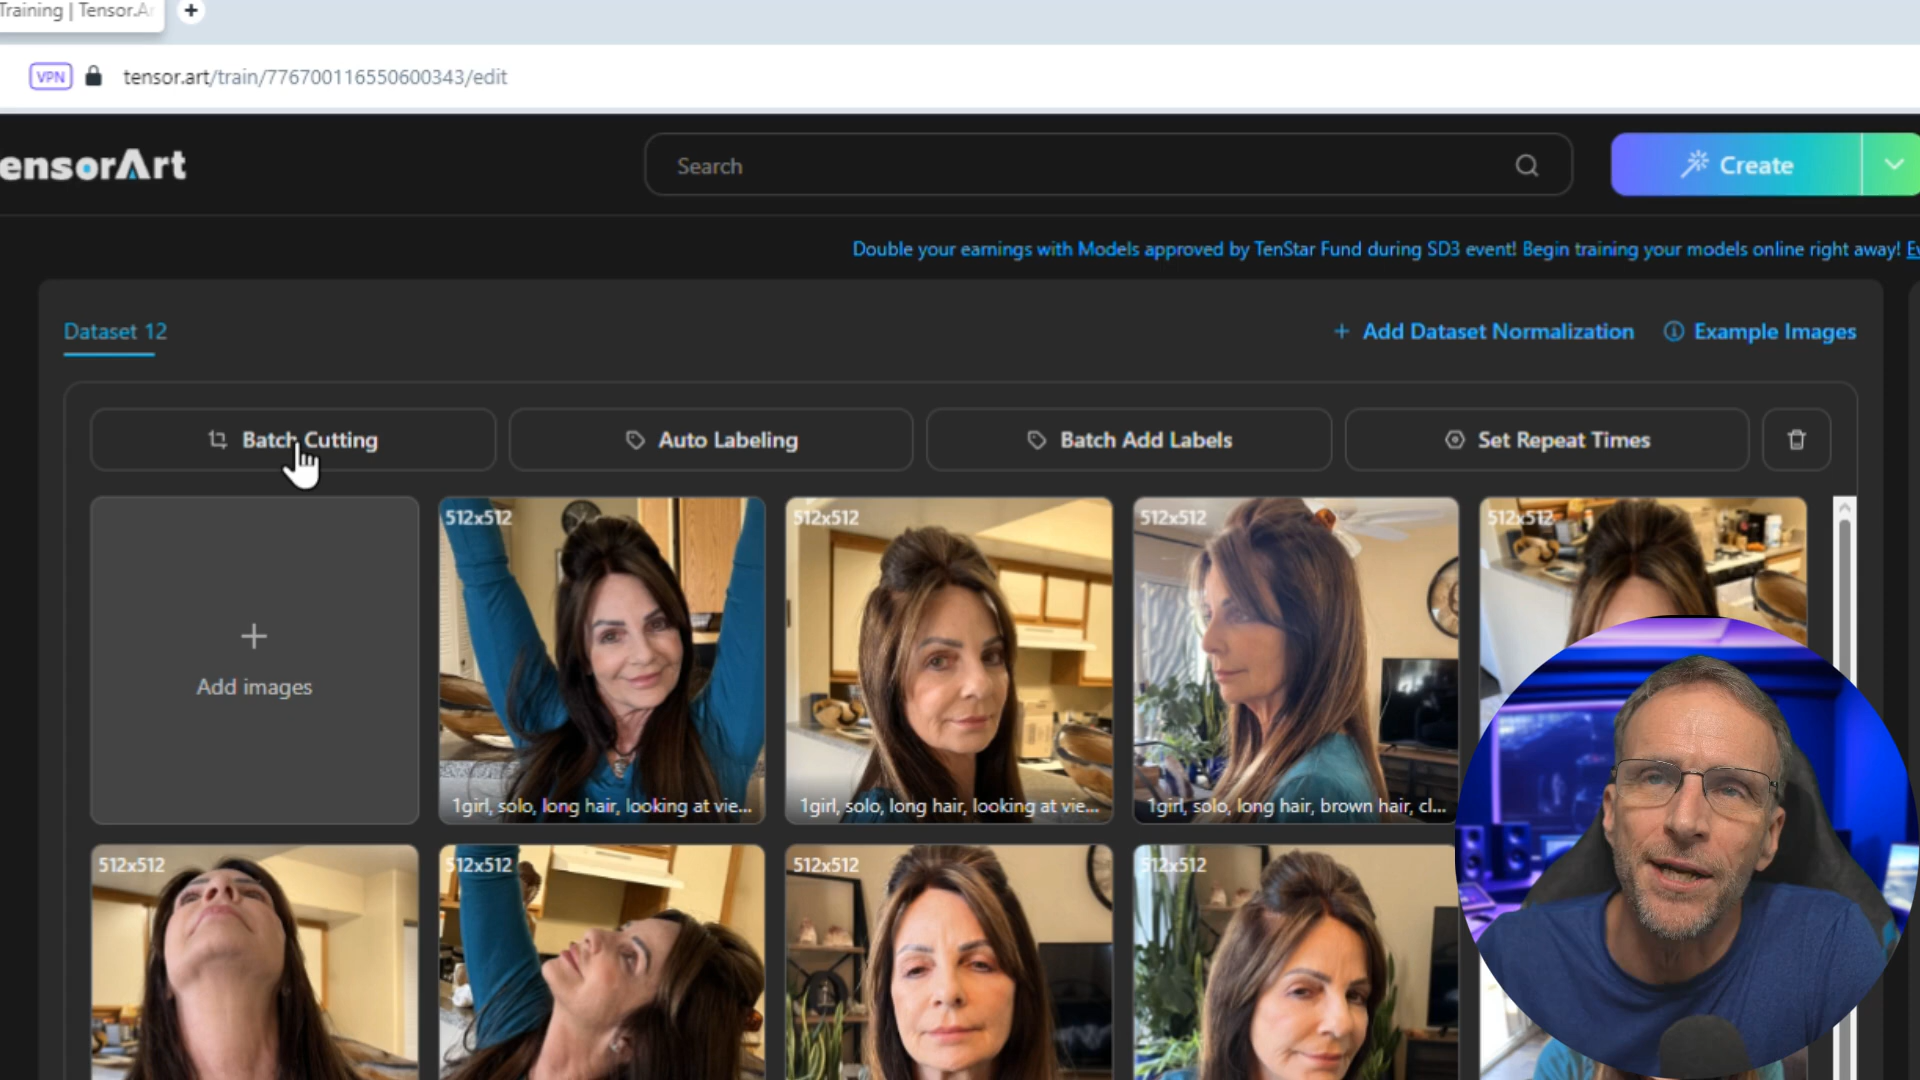 Training | Tensor.Ar
VPN tensor.art/train/776700116550600343/edit
ensorArt
Search
Create
Double your earnings with Models approved by TenStar Fund during SD3 event! Begin training your models online right away! Ev
Dataset 12
+ Add Dataset Normalization
Example Images
Batch Cutting
Auto Labeling
Batch Add Labels
Set Repeat Times
512x512
512x512
512x512
512x512
Add images
1girl, solo, long hair, looking at vie...
1girl, solo, long hair, looking at vie...
1girl, solo, long hair, brown hair, cl...
512x512
512x512
512x512
512x512